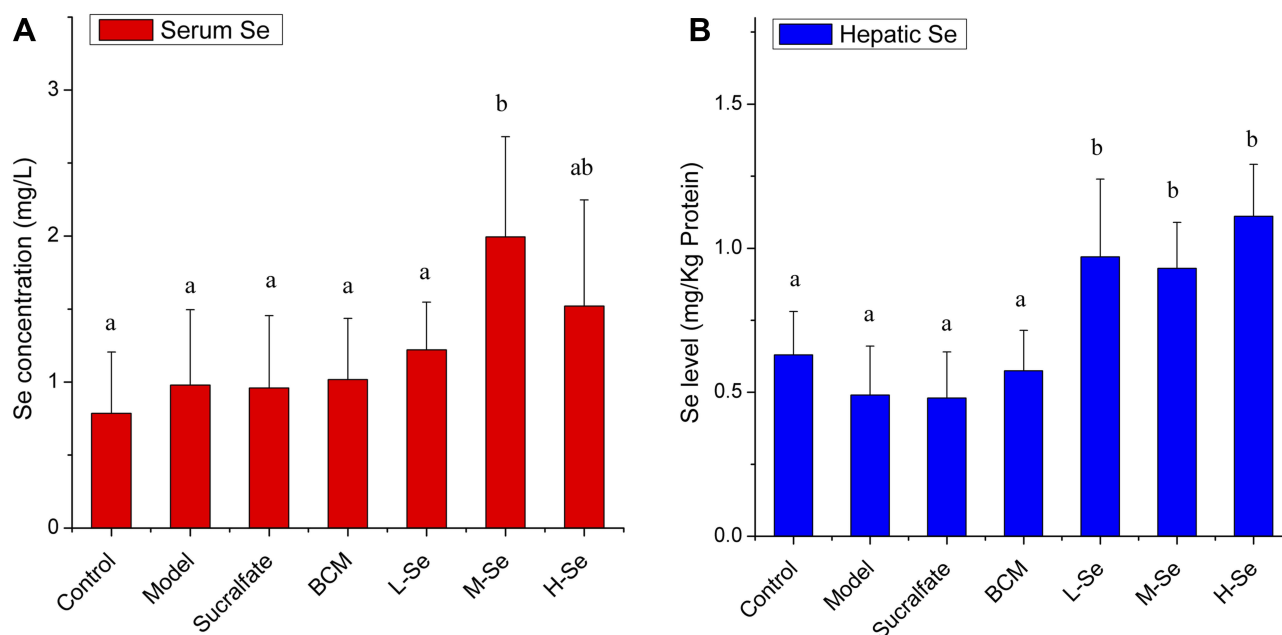 A
Serum Se
Se concentration (mg/L)
3
2
1
0
a
a
a
a
a
b
ab
Control
Model
Sucralfate
BCM
L-Se
M-Se
H-Se
B
Hepatic Se
Se level (mg/Kg Protein)
1.5
1.0
0.5
0.0
a
a
a
a
b
b
b
Control
Model
Sucralfate
BCM
L-Se
M-Se
H-Se